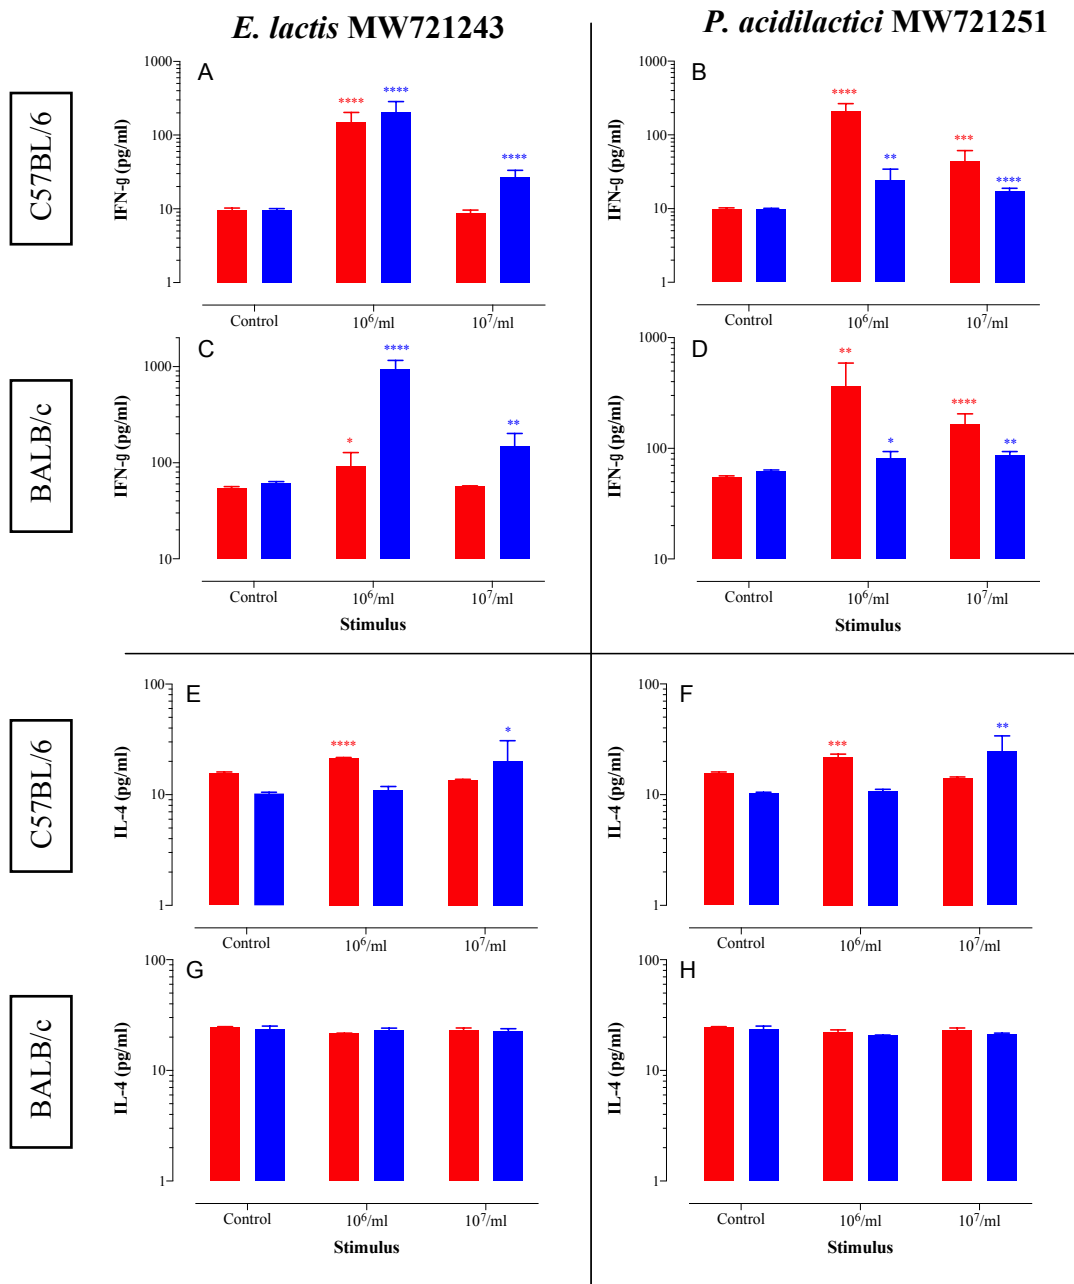 E. lactis MW721243
P. acidilactici MW721251
C57BL/6
A
IFN-g (pg/ml)
1000
100
10
1
****
****
****
Control
10⁶/ml
10⁷/ml
B
IFN-g (pg/ml)
1000
100
10
1
****
**
***
****
Control
10⁶/ml
10⁷/ml
BALB/c
C
IFN-g (pg/ml)
1000
100
10
*
****
**
Control
10⁶/ml
10⁷/ml
Stimulus
D
IFN-g (pg/ml)
1000
100
10
**
*
****
**
Control
10⁶/ml
10⁷/ml
Stimulus
C57BL/6
E
IL-4 (pg/ml)
100
10
1
****
*
Control
10⁶/ml
10⁷/ml
F
IL-4 (pg/ml)
100
10
1
***
**
Control
10⁶/ml
10⁷/ml
BALB/c
G
IL-4 (pg/ml)
100
10
1
Control
10⁶/ml
10⁷/ml
Stimulus
H
IL-4 (pg/ml)
100
10
1
Control
10⁶/ml
10⁷/ml
Stimulus